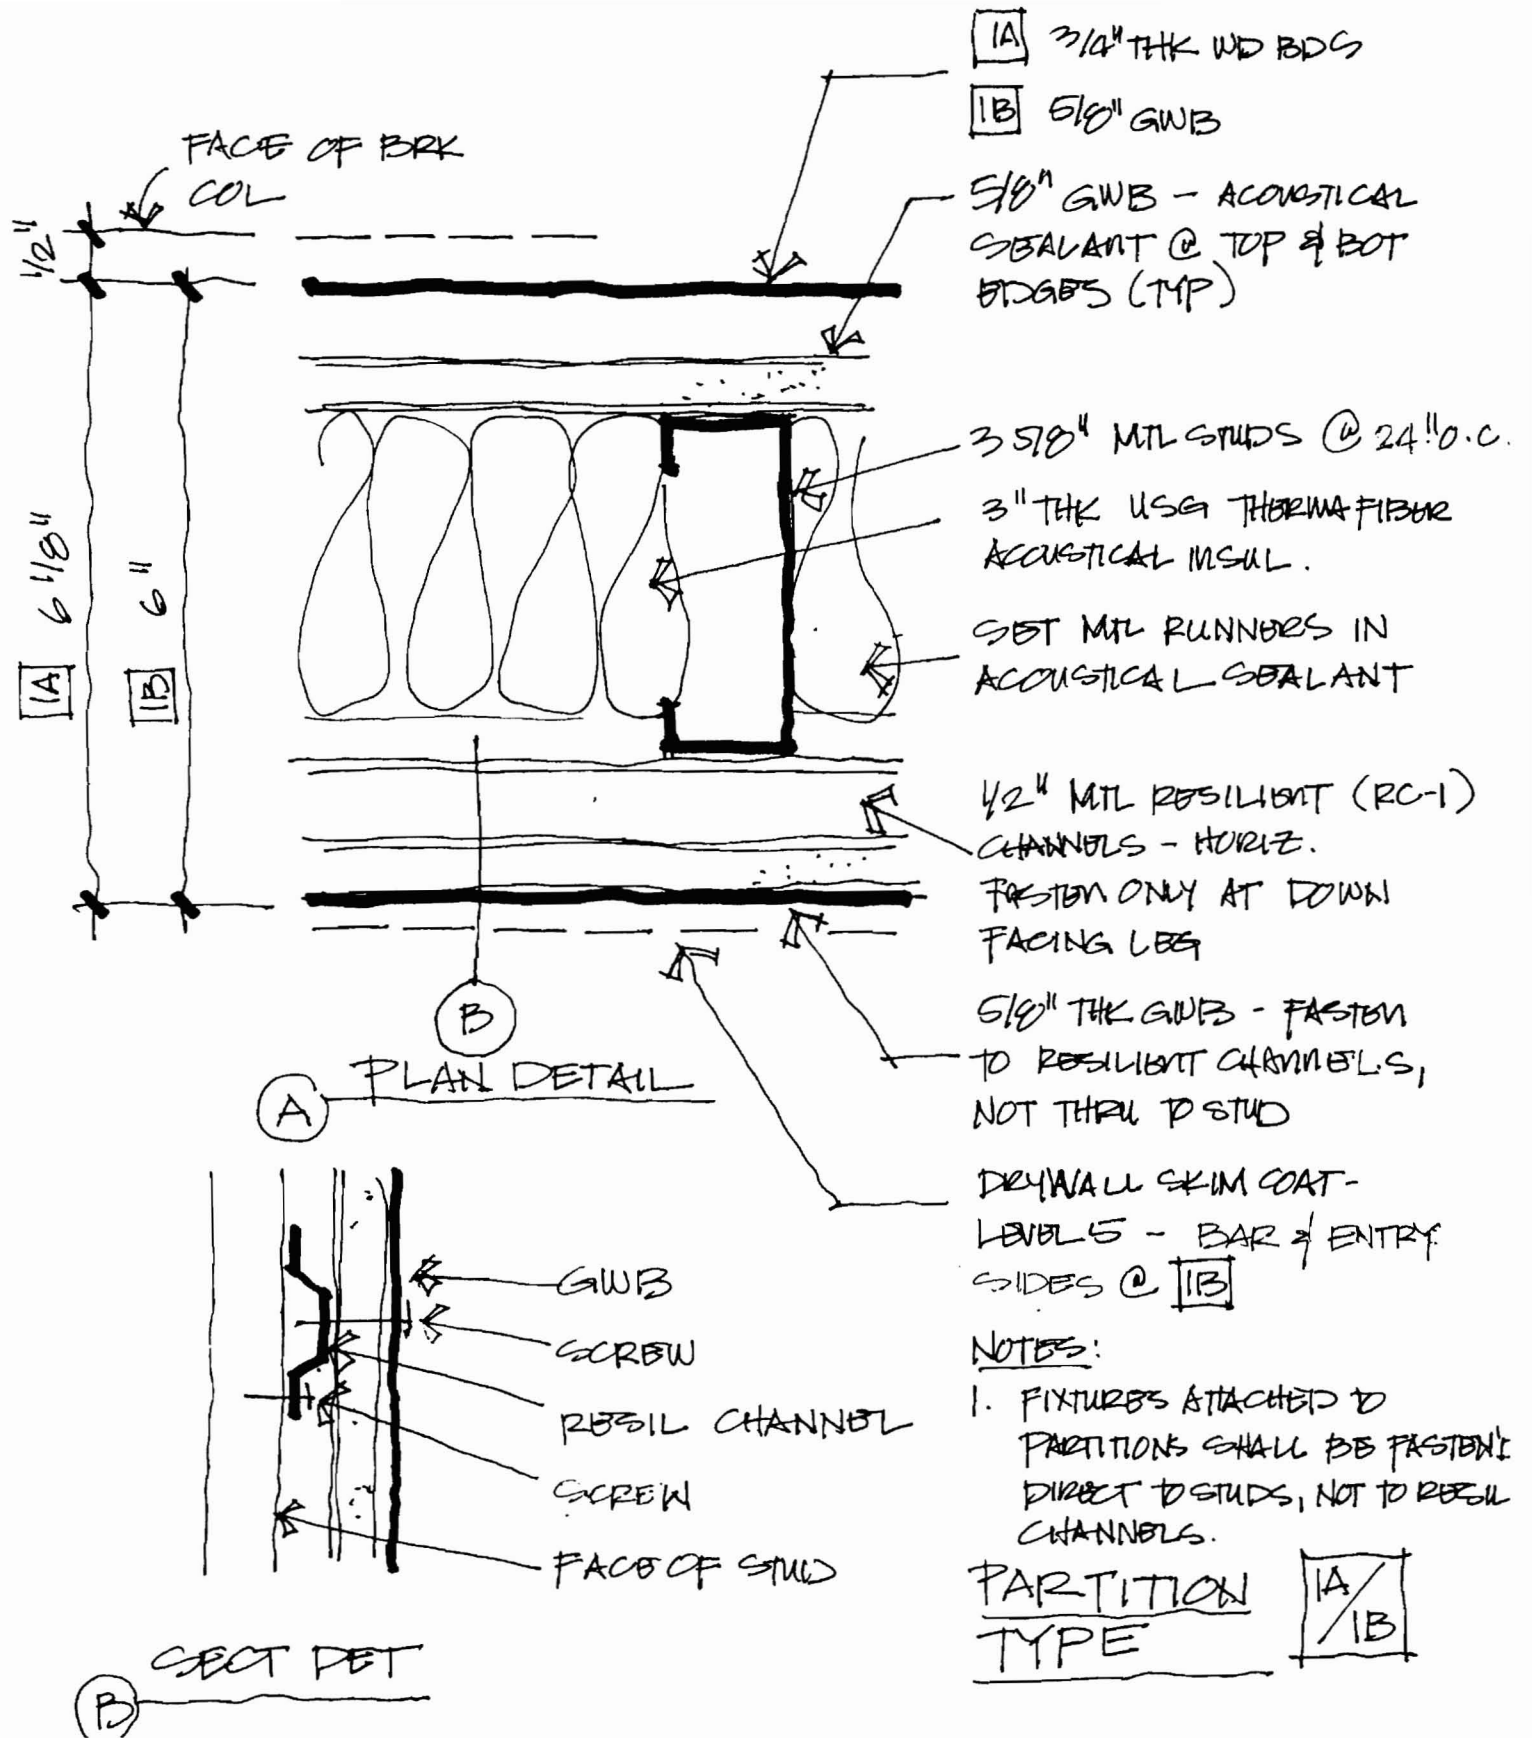 1A 3/4" THK WD BDS
1B 5/8" GWB
FACE OF BRK
COL
5/8" GWB - ACOUSTICAL
SEALANT @ TOP & BOT
EDGES (TYP)
1/2"
3 5/8" MTL STUDS @ 24" O.C.
3" THK USG THERMAFIBER
ACOUSTICAL INSUL.
6 1/8"
6"
1A
1B
SET MTL RUNNERS IN
ACOUSTICAL SEALANT
1/2" MTL RESILIENT (RC-1)
CHANNELS - HORIZ.
FASTEN ONLY AT DOWN
FACING LEG
B
A PLAN DETAIL
5/8" THK GWB - FASTEN
TO RESILIENT CHANNELS,
NOT THRU TO STUD
DRYWALL SKIM COAT-
LEVEL 5 - BAR & ENTRY
SIDES @ 1B
GWB
SCREW
RESIL CHANNEL
SCREW
FACE OF STUD
B SECT DET
NOTES:
1. FIXTURES ATTACHED TO
PARTITIONS SHALL BE FASTEN'D
DIRECT TO STUDS, NOT TO RESIL
CHANNELS.
PARTITION
TYPE
1A/1B